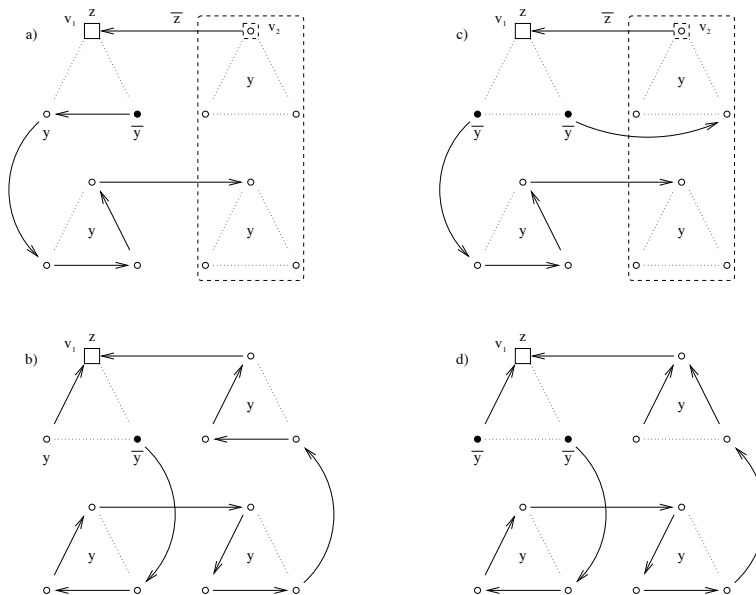 a) v₁ z z̅ v₂
y
y y̅
y y
c) v₁ z z̅ v₂
y
y̅ y̅
y y
b) v₁ z
y
y y̅
y y
d) v₁ z
y
y̅ y̅
y y